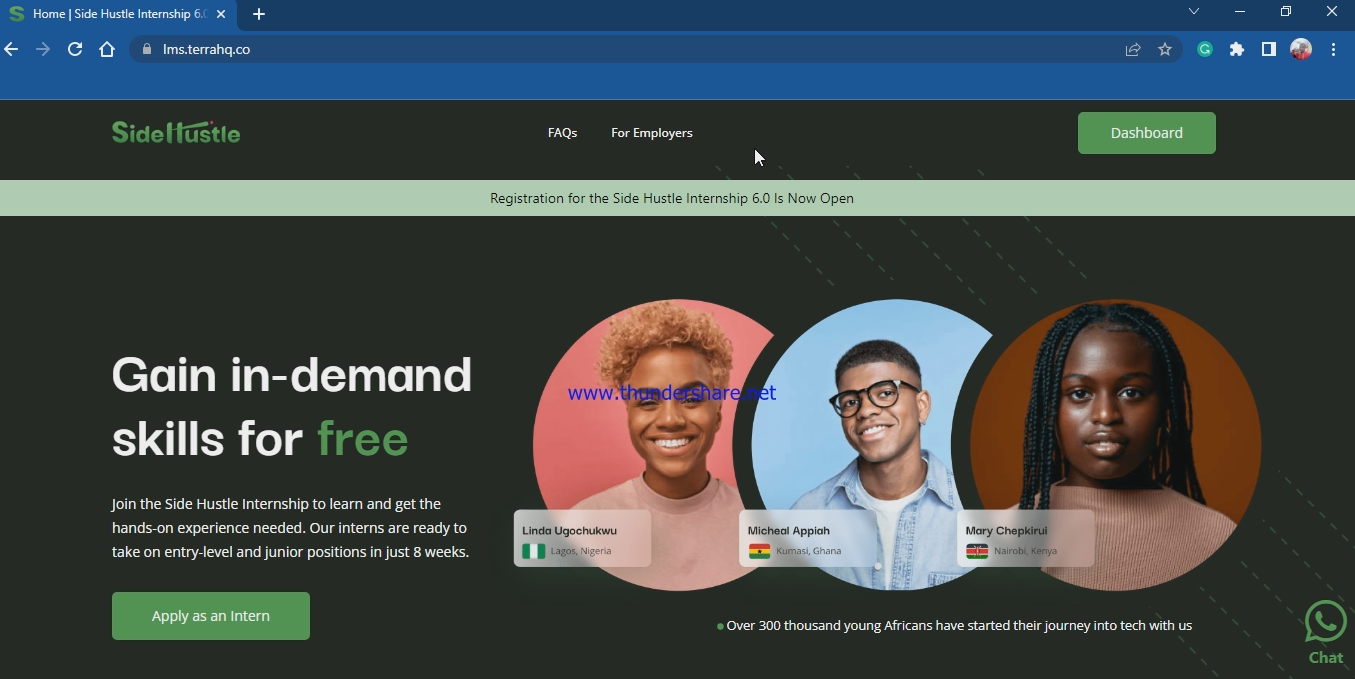 Home | Side Hustle Internship 6.0
lms.terrahq.co
SideHustle
FAQs
For Employers
Dashboard
Registration for the Side Hustle Internship 6.0 Is Now Open
Gain in-demand
skills for free
www.thundershare.net
Join the Side Hustle Internship to learn and get the
hands-on experience needed. Our interns are ready to
take on entry-level and junior positions in just 8 weeks.
Linda Ugochukwu
Lagos, Nigeria
Micheal Appiah
Kumasi, Ghana
Mary Chepkirui
Nairobi, Kenya
Apply as an Intern
Over 300 thousand young Africans have started their journey into tech with us
Chat